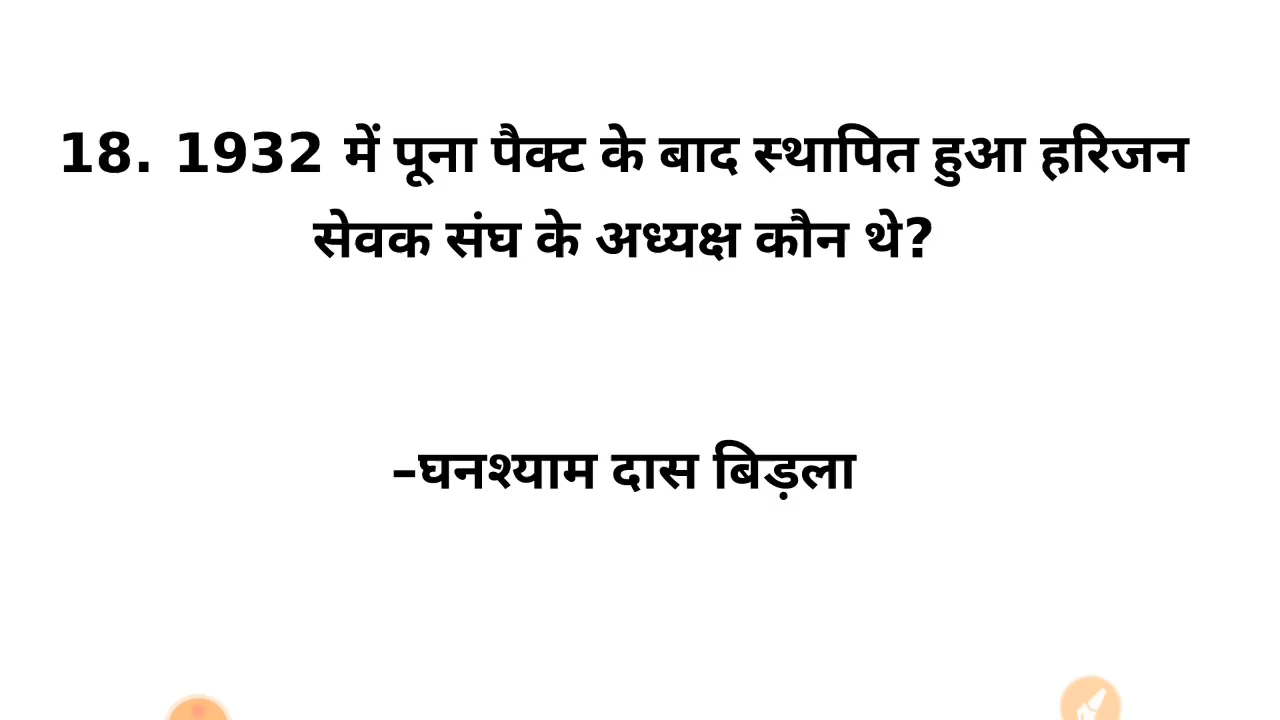 18. 1932 में पूना पैक्ट के बाद स्थापित हुआ हरिजन
सेवक संघ के अध्यक्ष कौन थे?
–घनश्याम दास बिड़ला